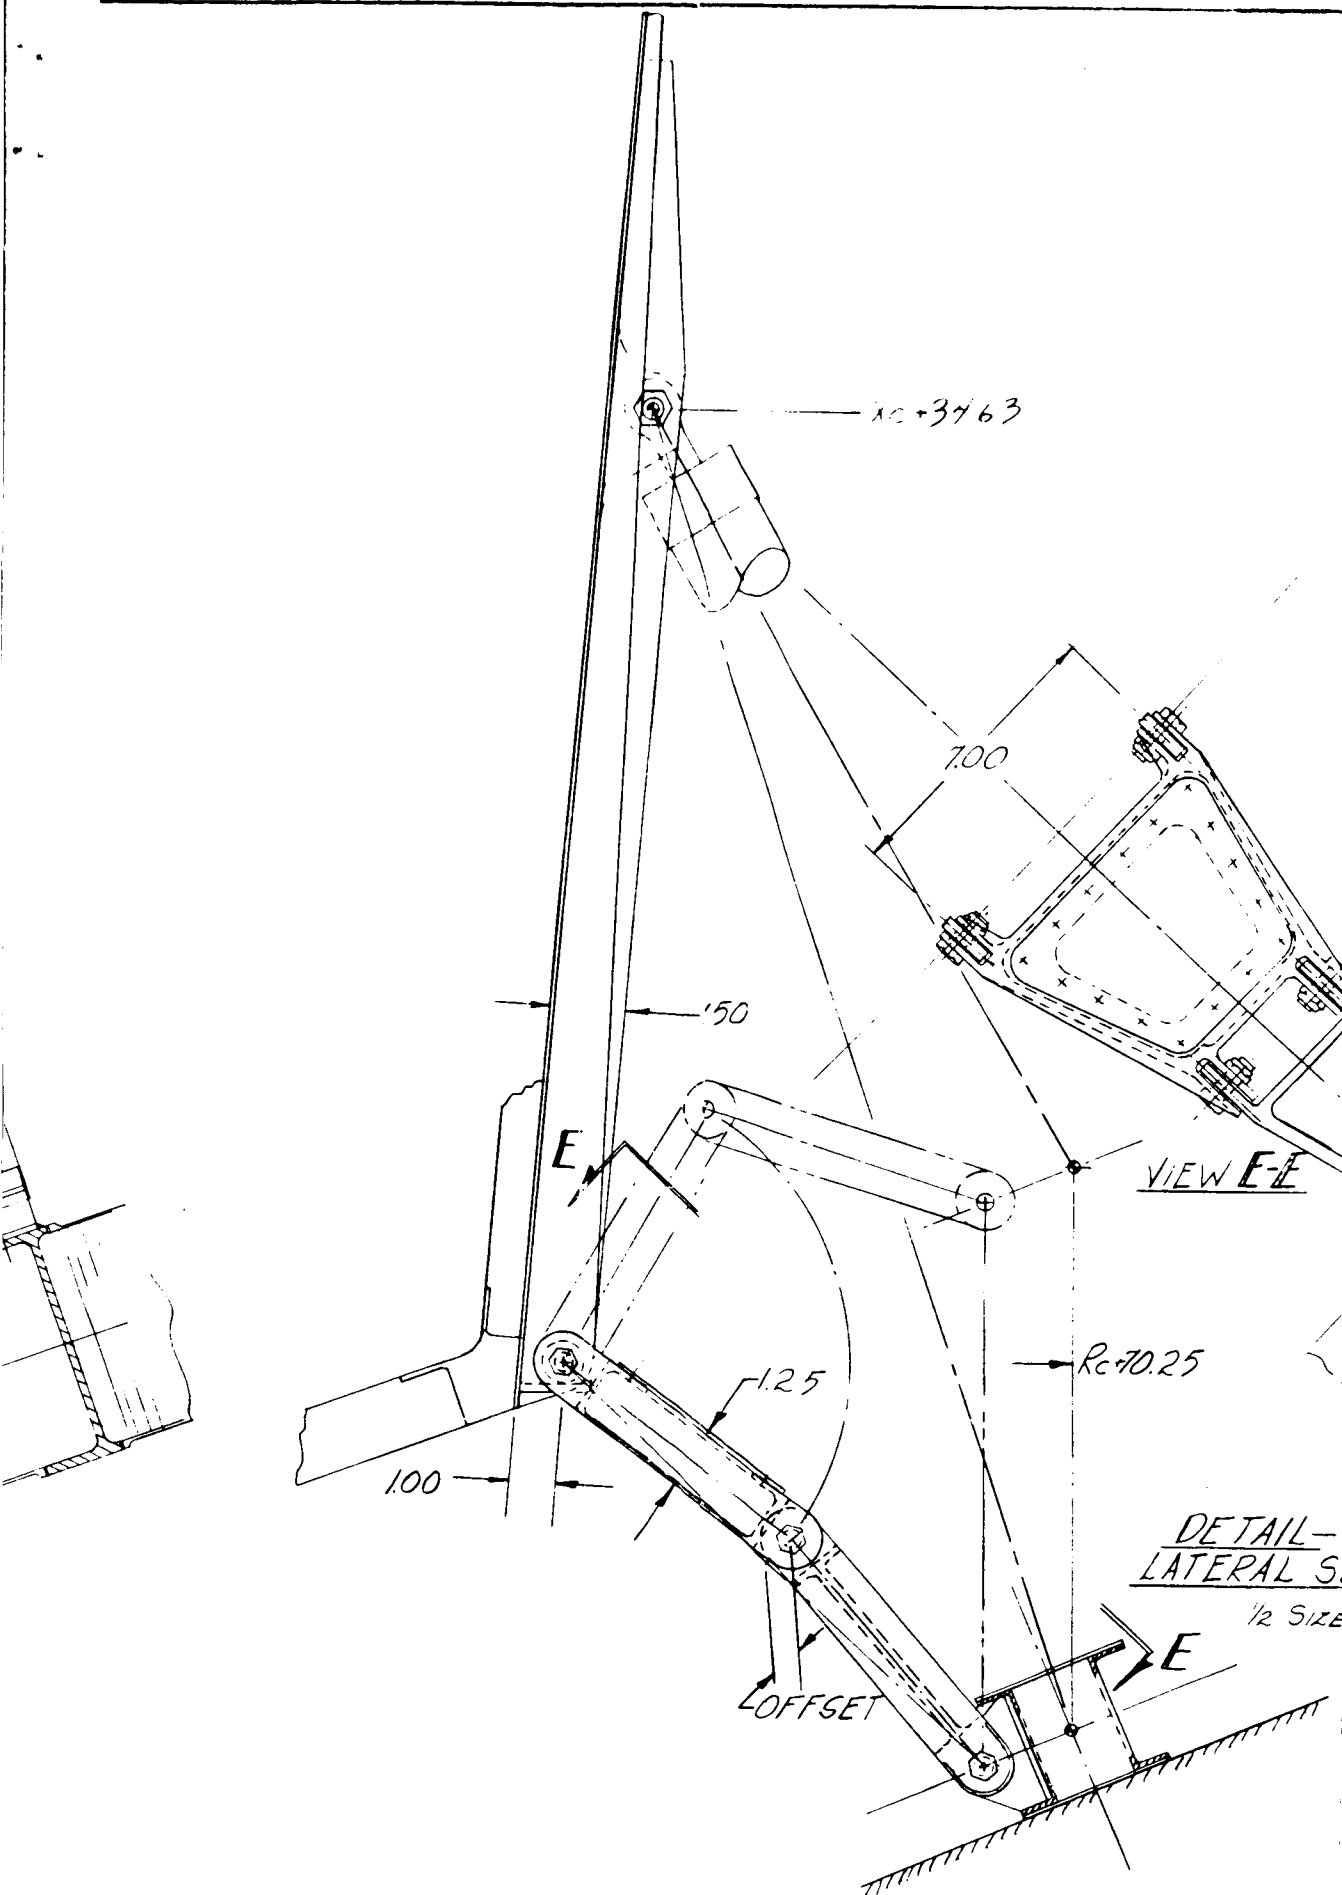 7.00
.50
E
VIEW E-E
Rc+70.25
1.25
1.00
DETAIL-
LATERAL S
1/2 SIZE
E
OFFSET